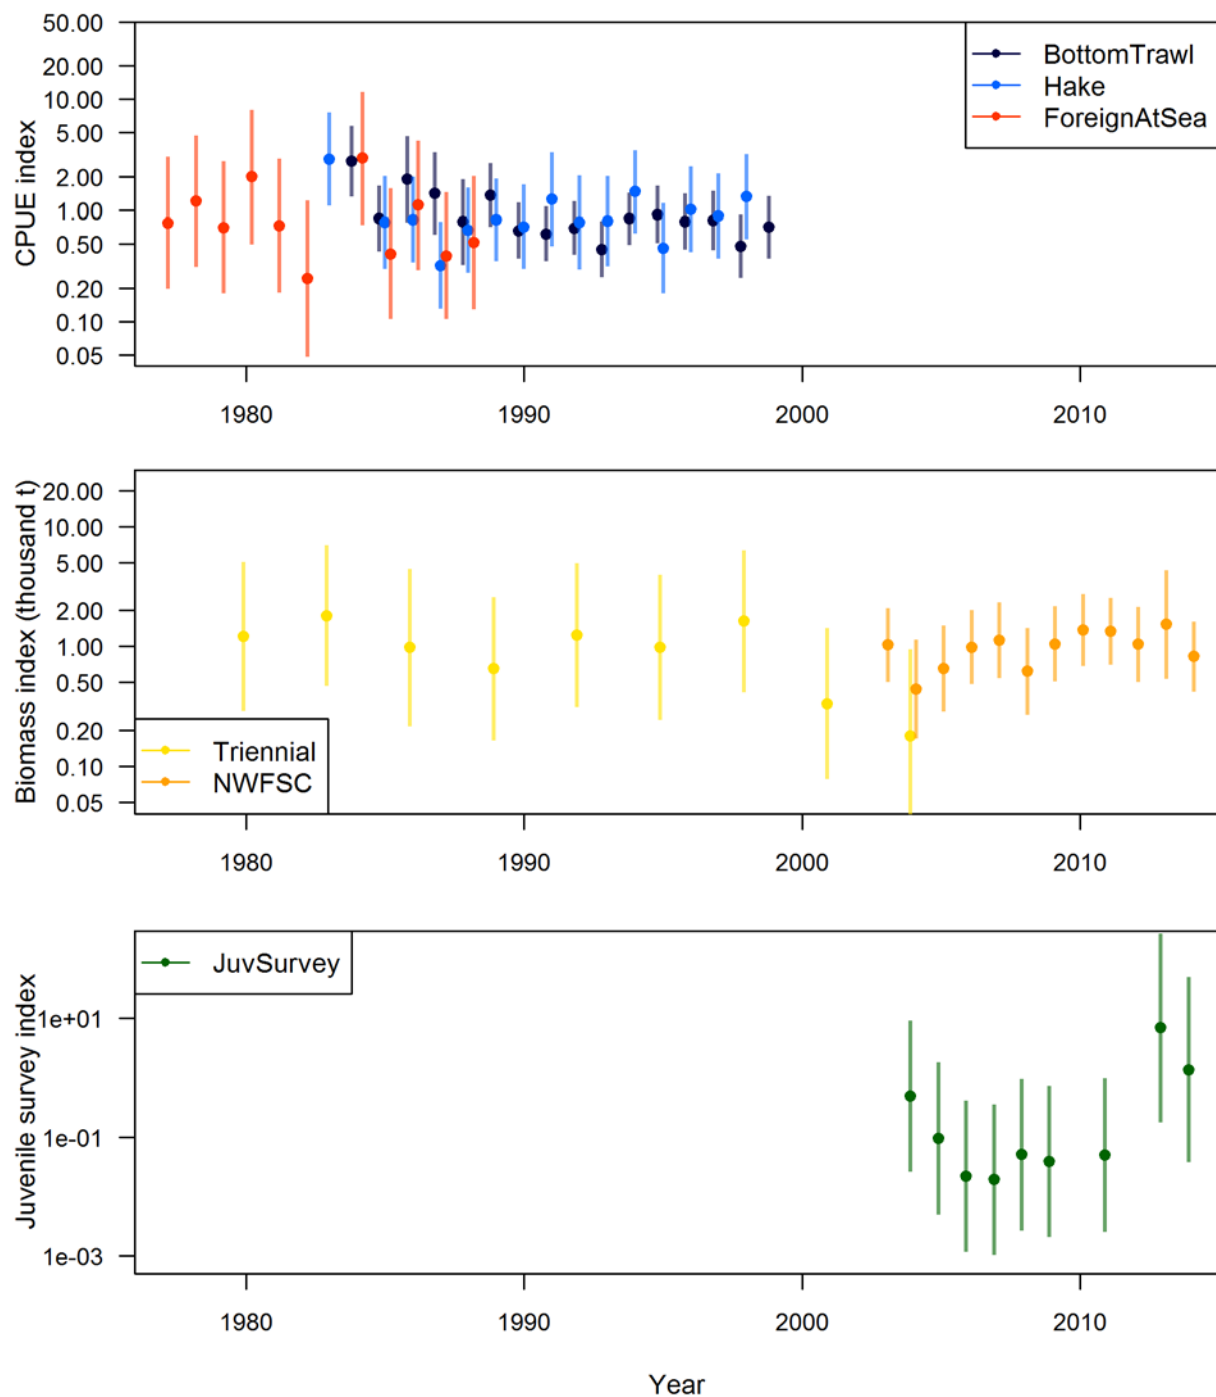 CPUE index
50.00
20.00
10.00
5.00
2.00
1.00
0.50
0.20
0.10
0.05
BottomTrawl
Hake
ForeignAtSea
1980 1990 2000 2010
Biomass index (thousand t)
20.00
10.00
5.00
2.00
1.00
0.50
0.20
0.10
0.05
Triennial
NWFSC
1980 1990 2000 2010
Juvenile survey index
1e+01
1e-01
1e-03
JuvSurvey
1980 1990 2000 2010
Year